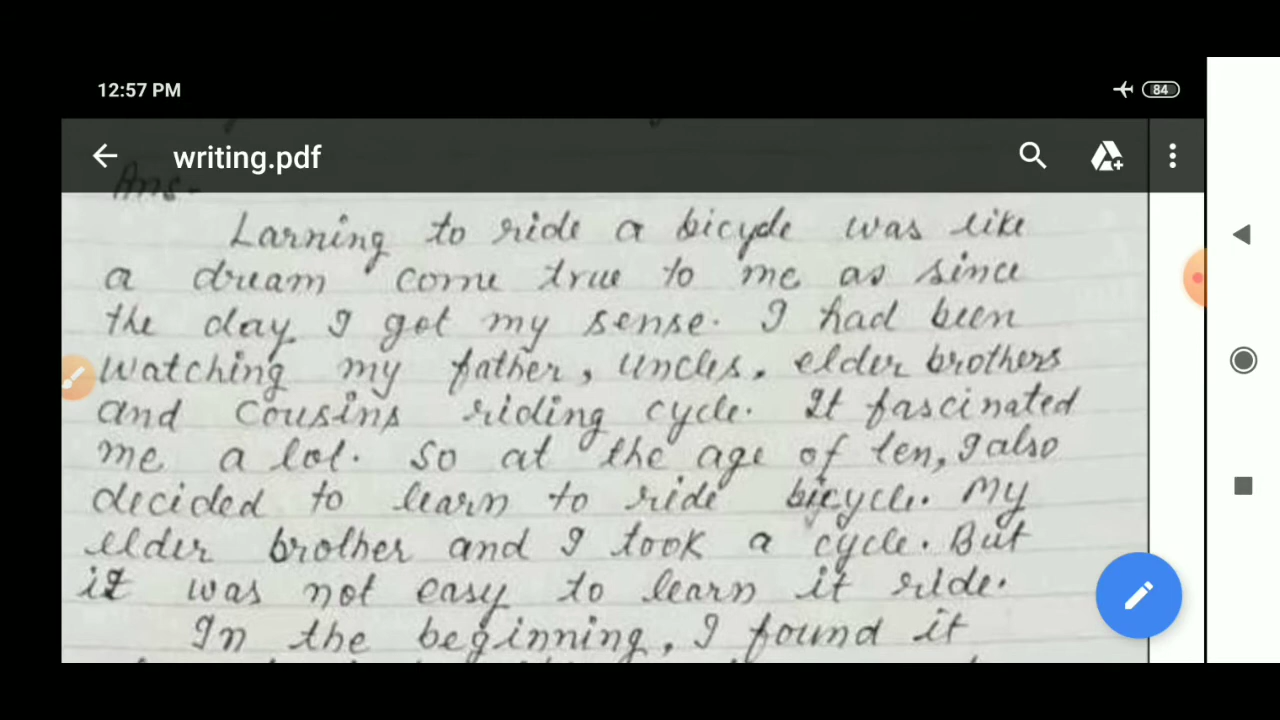 12:57 PM
84
writing.pdf
Ans.
Larning to ride a bicycle was like
a dream come true to me as since
the day I got my sense. I had been
watching my father, uncles, elder brothers
and cousins riding cycle. It fascinated
me a lot. So at the age of ten, I also
decided to learn to ride bicycle. My
elder brother and I took a cycle. But
it was not easy to learn it ride.
In the beginning, I found it